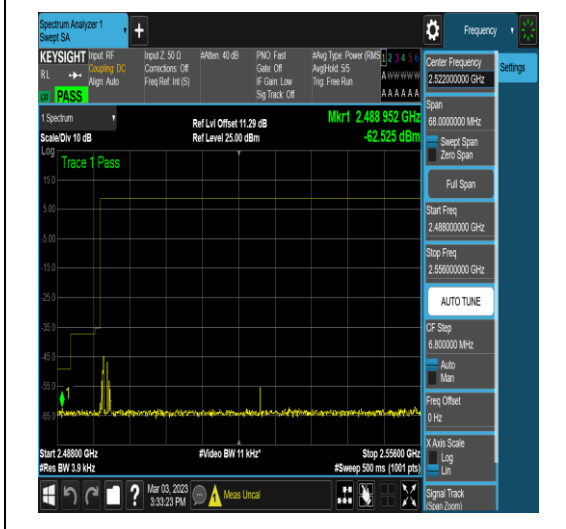 Spectrum Analyzer 1
Swept SA
+
Frequency
KEYSIGHT
Input: RF
Coupling: DC
Align: Auto
Input Z: 50 Ω
Corrections: Off
Freq Ref: Int (S)
#Atten: 40 dB
PNO: Fast
Gate: Off
IF Gain: Low
Sig Track: Off
#Avg Type: Power (RMS
Avg|Hold: 5/5
Trig: Free Run
1 2 3 4 5 6
A W W W W W
A A A A A A
RL
PASS
Center Frequency
2.522000000 GHz
Settings
Span
68.0000000 MHz
Swept Span
Zero Span
Full Span
Start Freq
2.488000000 GHz
Stop Freq
2.556000000 GHz
AUTO TUNE
CF Step
6.800000 MHz
Auto
Man
Freq Offset
0 Hz
X Axis Scale
Log
Lin
Signal Track
(Span Zoom)
1 Spectrum
Scale/Div 10 dB
Ref Lvl Offset 11.29 dB
Ref Level 25.00 dBm
Mkr1 2.488 952 GHz
-62.525 dBm
Log
Trace 1 Pass
15.0
5.00
-5.00
-15.0
-25.0
-35.0
-45.0
-55.0
-65.0
1
Start 2.48800 GHz
#Res BW 3.9 kHz
#Video BW 11 kHz*
Stop 2.55600 GHz
#Sweep 500 ms (1001 pts)
?
Mar 03, 2023
3:33:23 PM
Meas Uncal